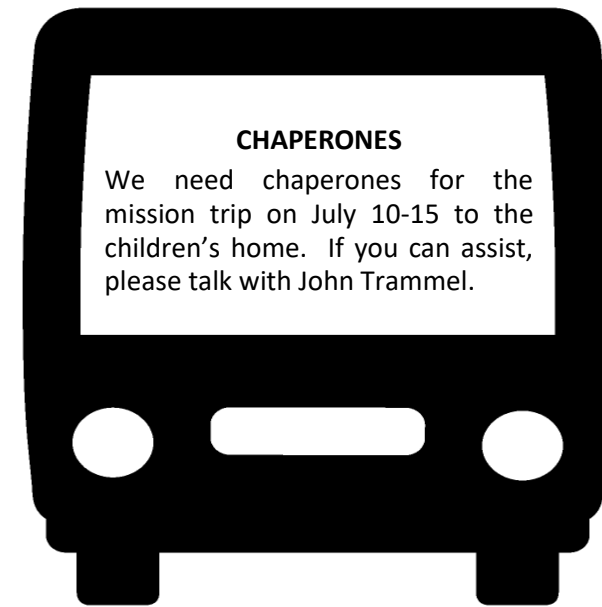 CHAPERONES
We need chaperones for the
mission trip on July 10-15 to the
children’s home.  If you can assist,
please talk with John Trammel.